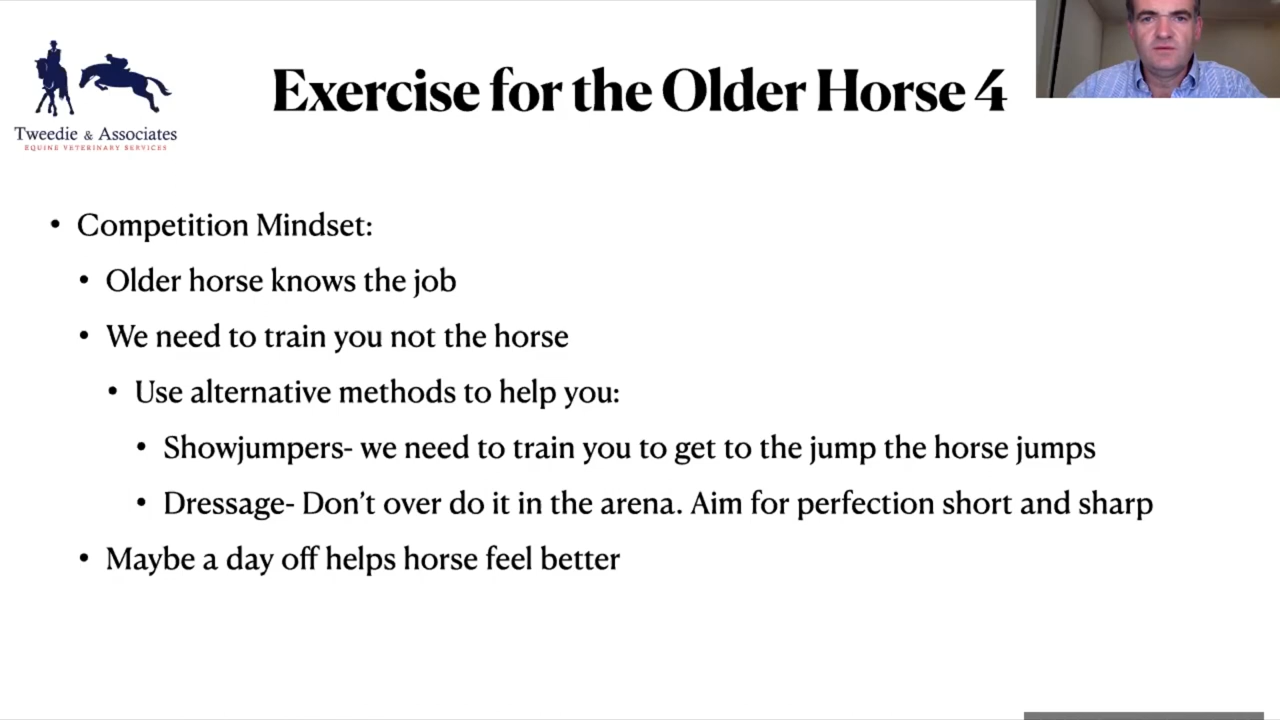 Tweedie & Associates
EQUINE VETERINARY SERVICES
Exercise for the Older Horse 4
• Competition Mindset:
• Older horse knows the job
• We need to train you not the horse
• Use alternative methods to help you:
• Showjumpers- we need to train you to get to the jump the horse jumps
• Dressage- Don’t over do it in the arena. Aim for perfection short and sharp
• Maybe a day off helps horse feel better